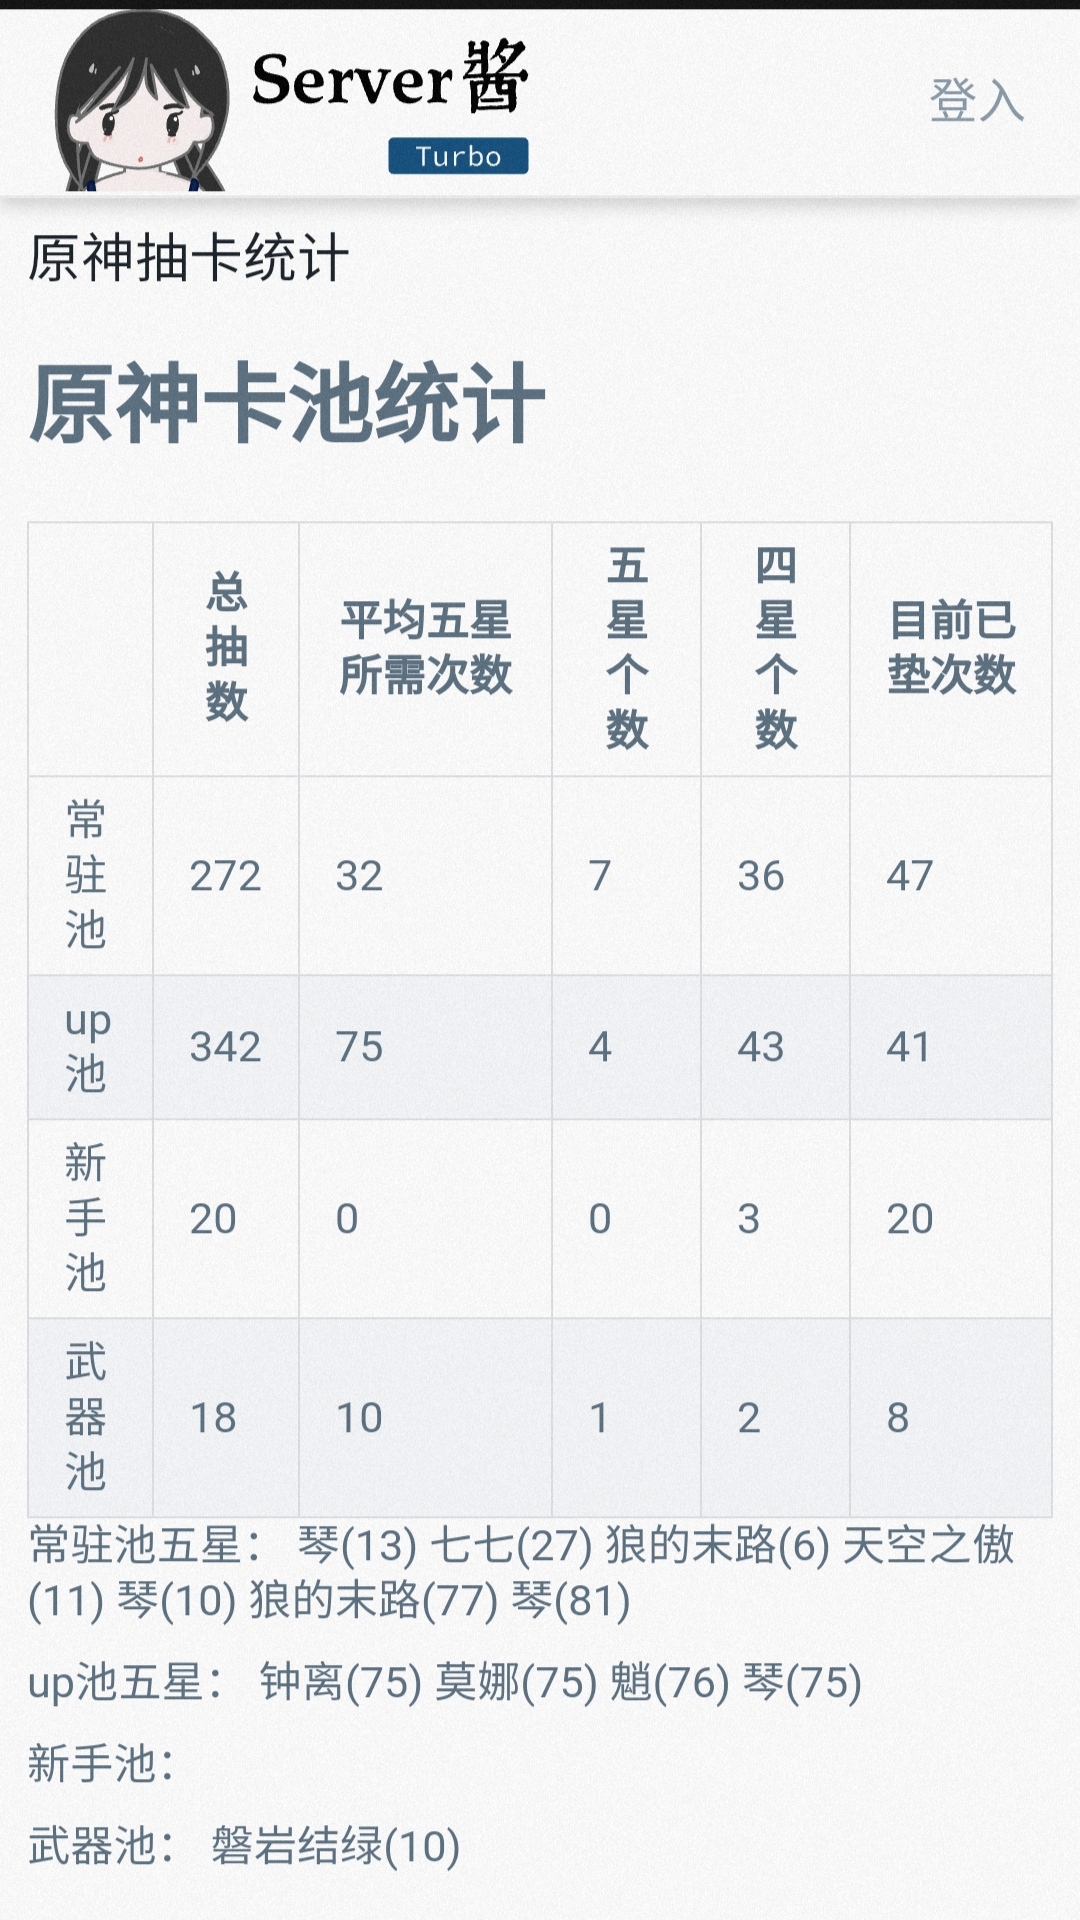 Server酱
Turbo
登入
原神抽卡统计
原神卡池统计
总抽数 平均五星所需次数 五星个数 四星个数 目前已垫次数
常驻池 272 32 7 36 47
up池 342 75 4 43 41
新手池 20 0 0 3 20
武器池 18 10 1 2 8
常驻池五星： 琴(13) 七七(27) 狼的末路(6) 天空之傲
(11) 琴(10) 狼的末路(77) 琴(81)
up池五星： 钟离(75) 莫娜(75) 魈(76) 琴(75)
新手池：
武器池： 磐岩结绿(10)